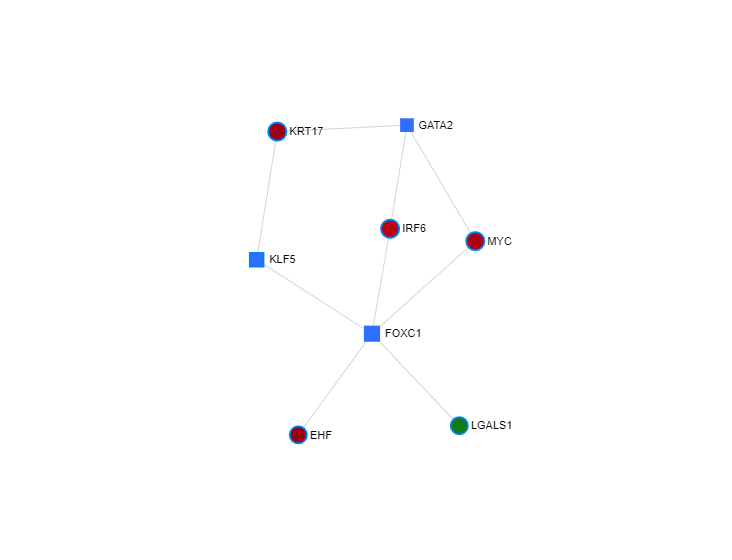 KRT17
GATA2
IRF6
MYC
KLF5
FOXC1
LGALS1
EHF